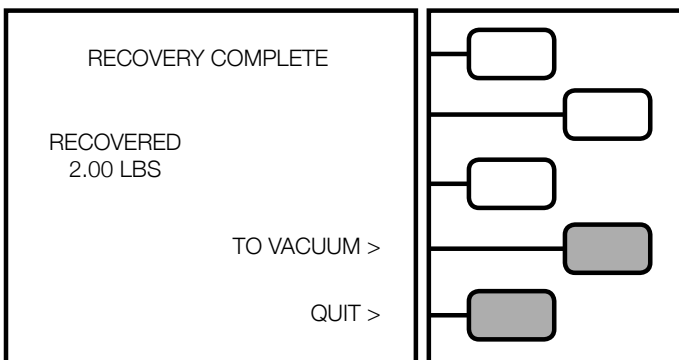 RECOVERY COMPLETE
RECOVERED
2.00 LBS
TO VACUUM >
QUIT >